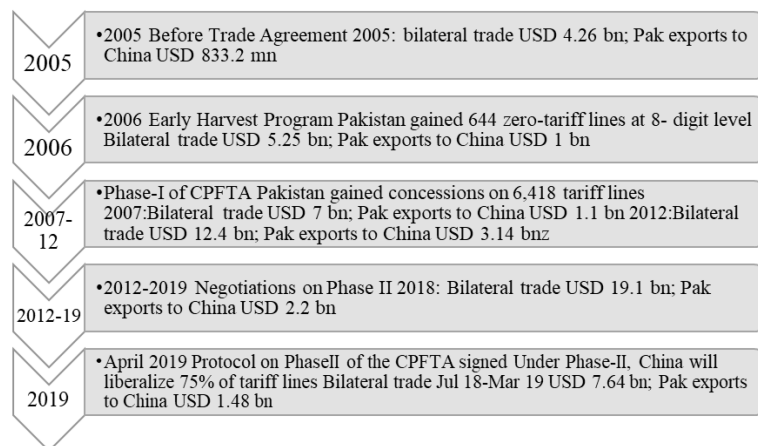 2005
•2005 Before Trade Agreement 2005: bilateral trade USD 4.26 bn; Pak exports to
China USD 833.2 mn
2006
•2006 Early Harvest Program Pakistan gained 644 zero-tariff lines at 8- digit level
Bilateral trade USD 5.25 bn; Pak exports to China USD 1 bn
2007-
12
•Phase-I of CPFTA Pakistan gained concessions on 6,418 tariff lines
2007:Bilateral trade USD 7 bn; Pak exports to China USD 1.1 bn 2012:Bilateral
trade USD 12.4 bn; Pak exports to China USD 3.14 bnz
2012-19
•2012-2019 Negotiations on Phase II 2018: Bilateral trade USD 19.1 bn; Pak
exports to China USD 2.2 bn
2019
•April 2019 Protocol on PhaseII of the CPFTA signed Under Phase-II, China will
liberalize 75% of tariff lines Bilateral trade Jul 18-Mar 19 USD 7.64 bn; Pak exports
to China USD 1.48 bn